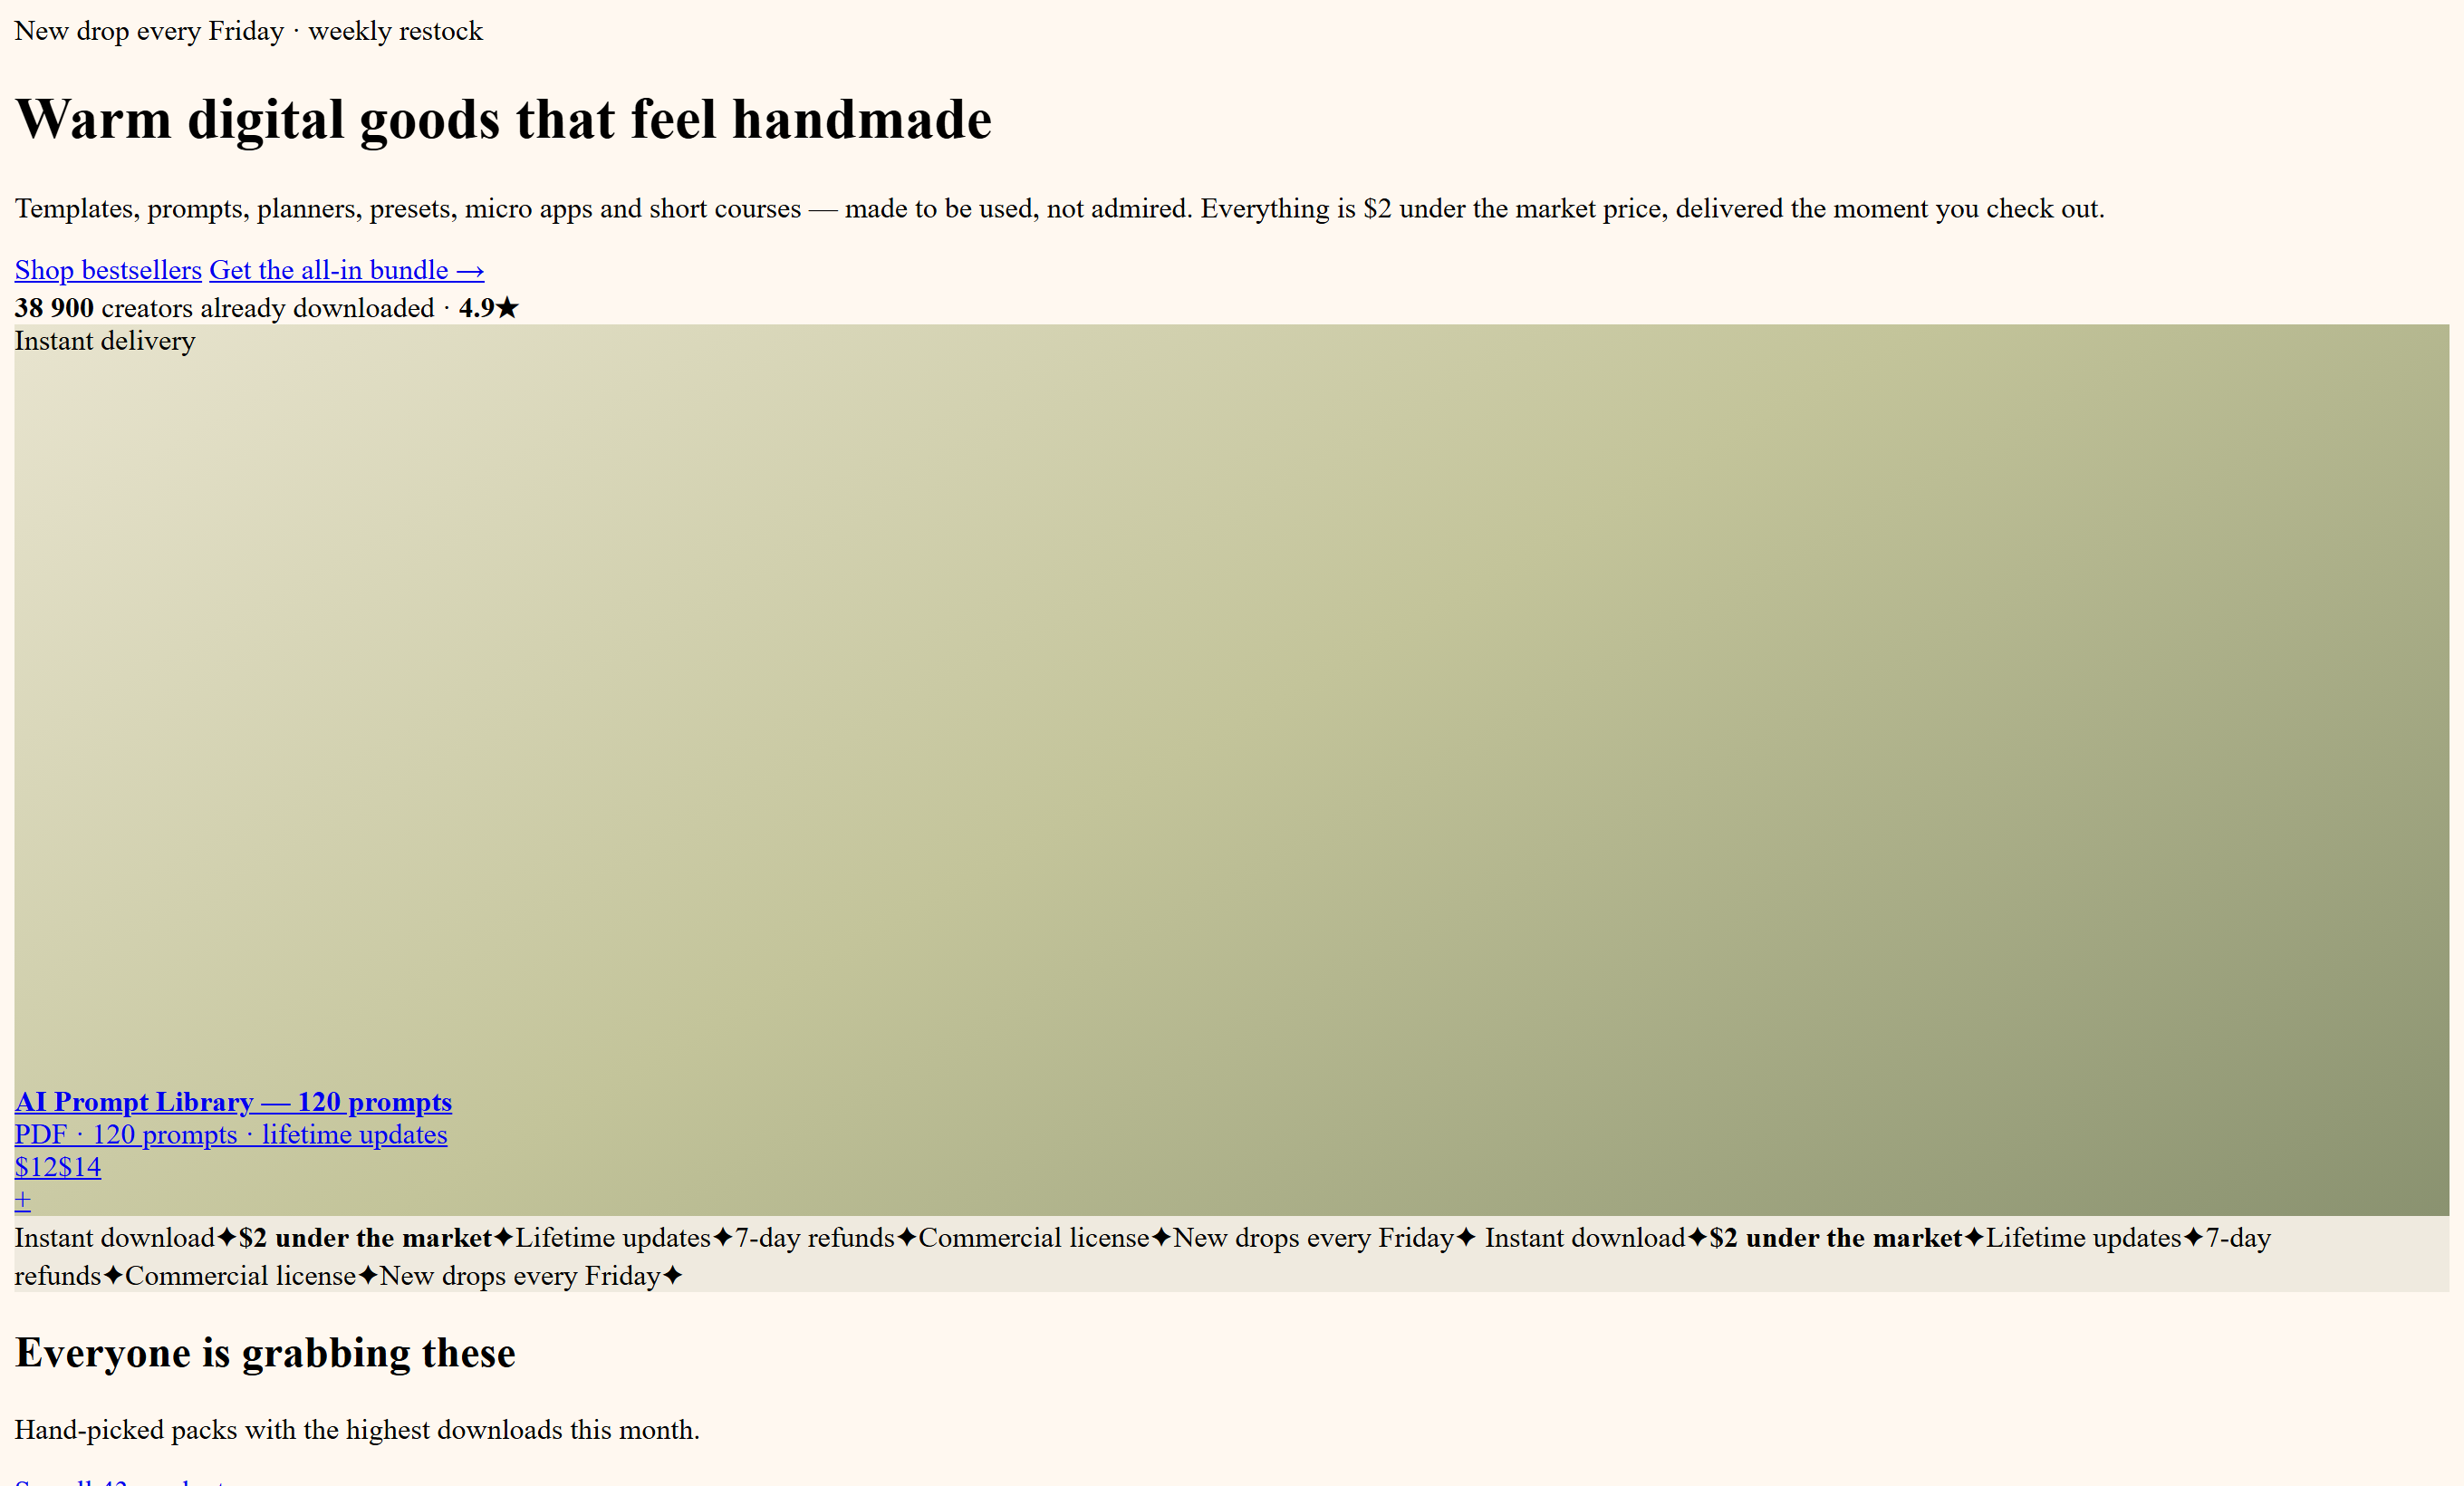 New drop every Friday · weekly restock
Warm digital goods that feel handmade
Templates, prompts, planners, presets, micro apps and short courses — made to be used, not admired. Everything is $2 under the market price, delivered the moment you check out.
Shop bestsellers Get the all-in bundle →
38 900 creators already downloaded · 4.9★
Instant delivery
AI Prompt Library — 120 prompts
PDF · 120 prompts · lifetime updates
$12$14
+
Instant download✦$2 under the market✦Lifetime updates✦7-day refunds✦Commercial license✦New drops every Friday✦ Instant download✦$2 under the market✦Lifetime updates✦7-day
refunds✦Commercial license✦New drops every Friday✦
Everyone is grabbing these
Hand-picked packs with the highest downloads this month.